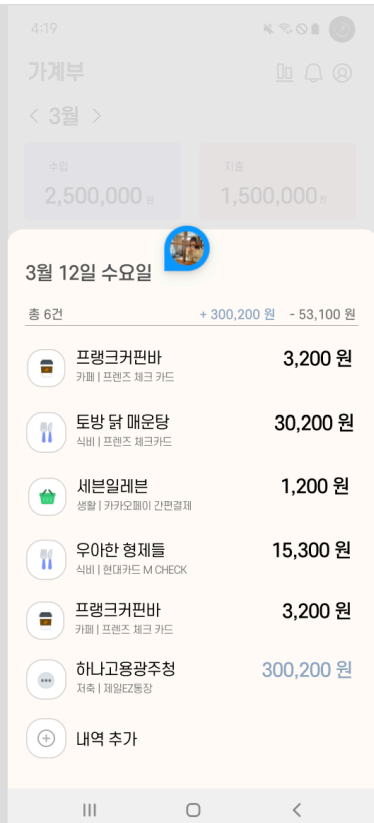 4:19
가계부
< 3월 >
수입
지출
2,500,000 원
1,500,000 원
3월 12일 수요일
총 6건
+ 300,200 원
- 53,100 원
프랭크커핀바
3,200 원
카페 | 프렌즈 체크 카드
토방 닭 매운탕
30,200 원
식비 | 프렌즈 체크카드
세븐일레븐
1,200 원
생활 | 카카오페이 간편결제
우아한 형제들
15,300 원
식비 | 현대카드 M CHECK
프랭크커핀바
3,200 원
카페 | 프렌즈 체크 카드
하나고용광주청
300,200 원
저축 | 제일EZ통장
내역 추가